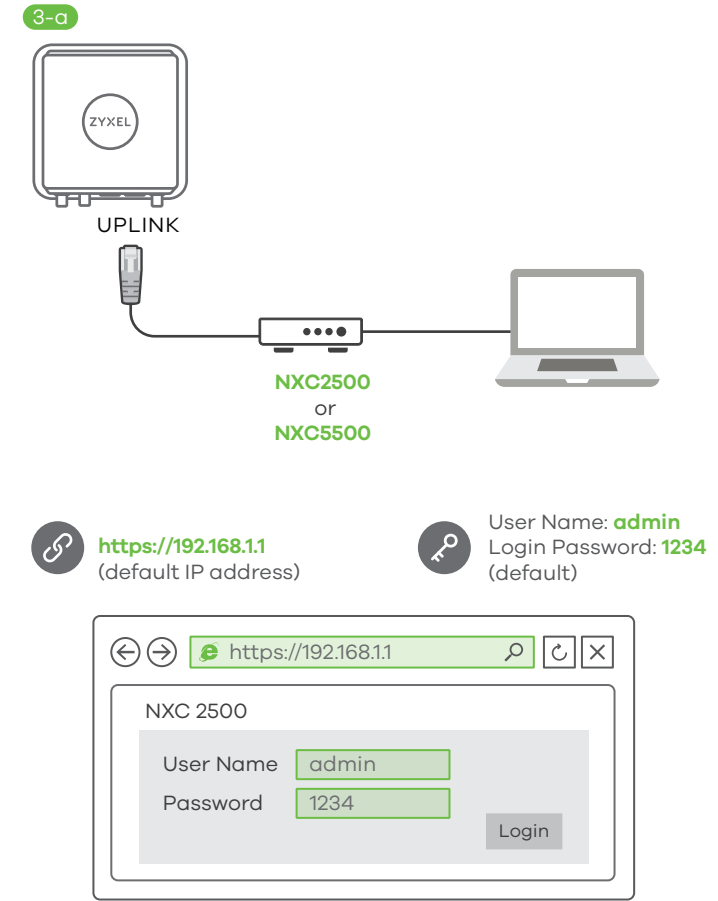 3-a
ZYXEL
UPLINK
NXC2500
or
NXC5500
https://192.168.1.1
(default IP address)
User Name: admin
Login Password: 1234
(default)
https://192.168.1.1
NXC 2500
User Name admin
Password 1234
Login